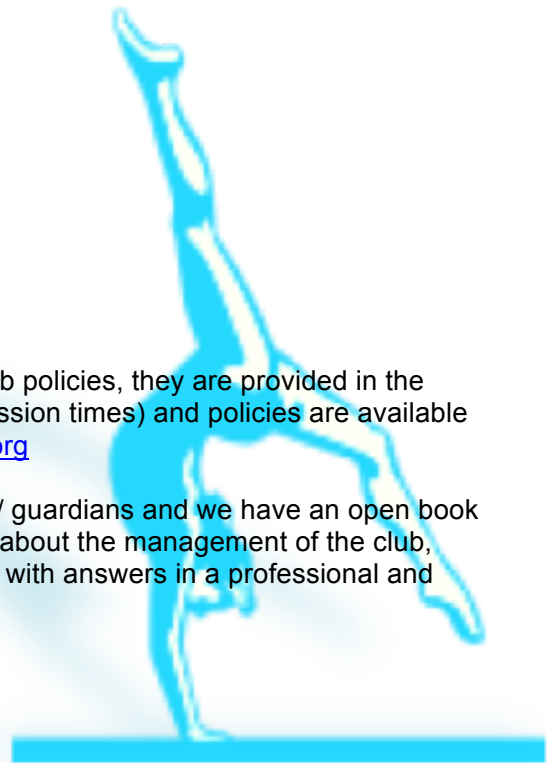 b policies, they are provided in the
ssion times) and policies are available
org
/ guardians and we have an open book
about the management of the club,
with answers in a professional and